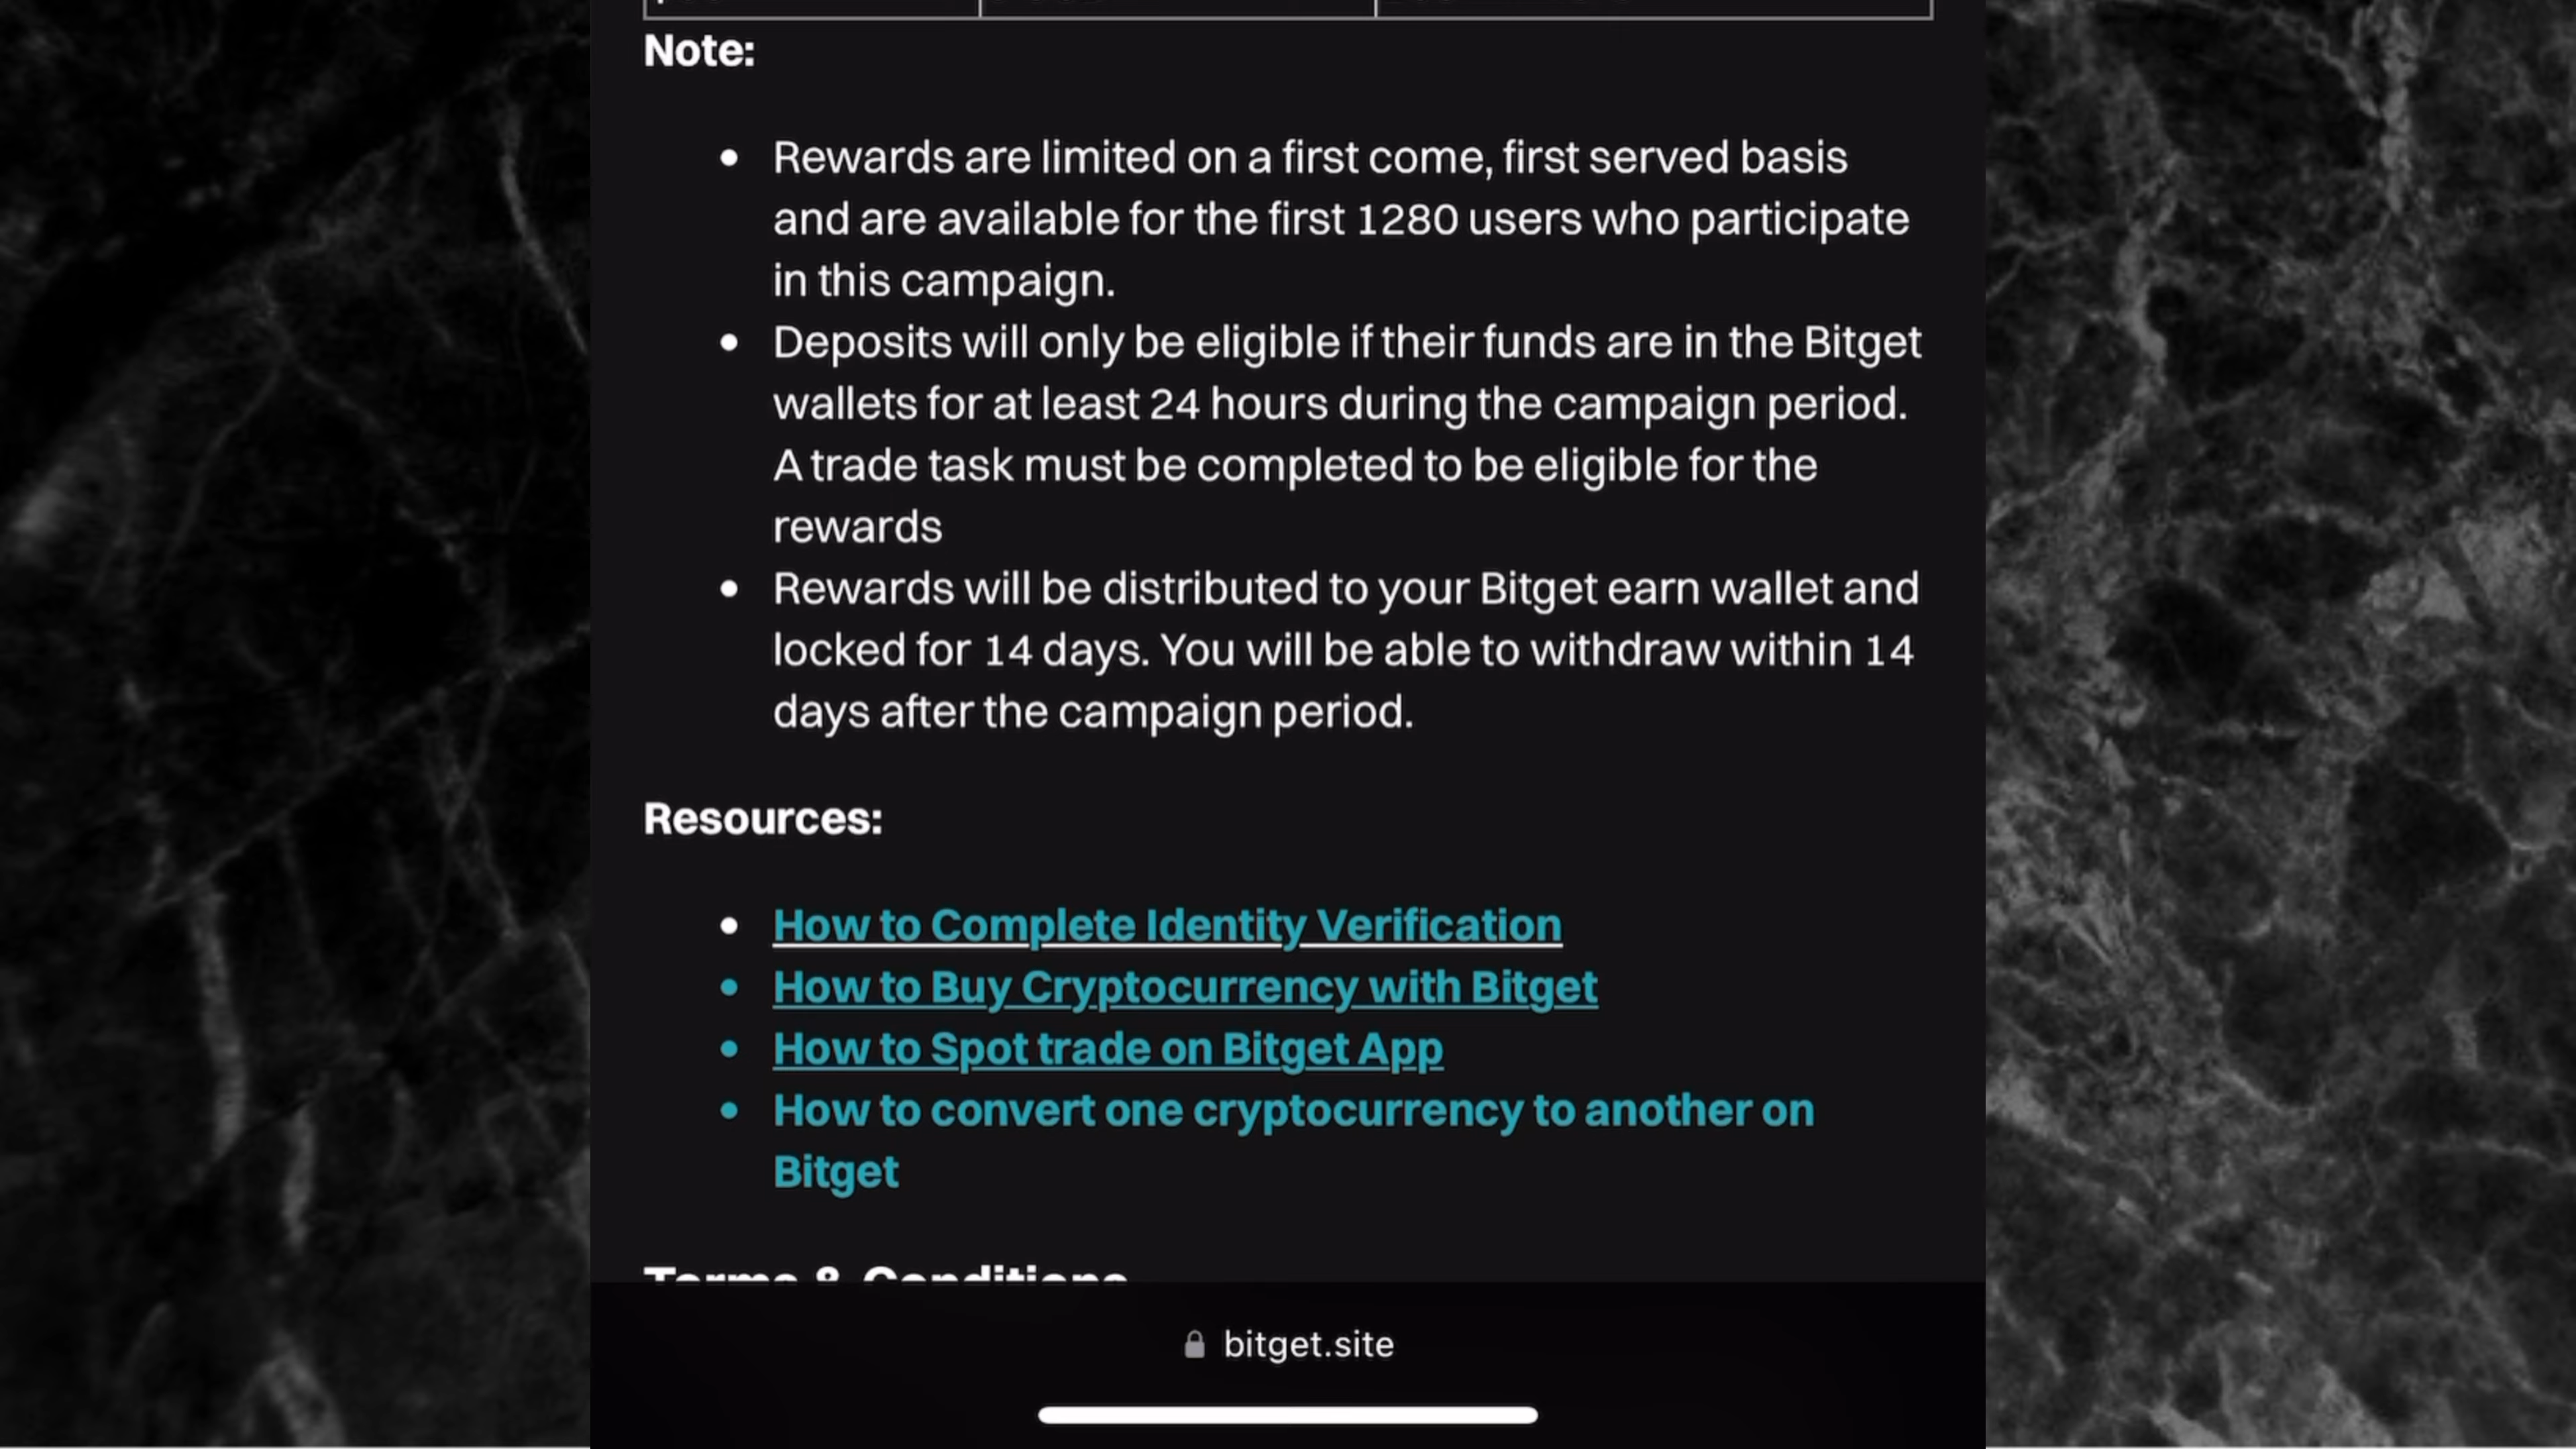 Note:
Rewards are limited on a first come, first served basis
and are available for the first 1280 users who participate
in this campaign.
Deposits will only be eligible if their funds are in the Bitget
wallets for at least 24 hours during the campaign period.
A trade task must be completed to be eligible for the
rewards
Rewards will be distributed to your Bitget earn wallet and
locked for 14 days. You will be able to withdraw within 14
days after the campaign period.
Resources:
How to Complete Identity Verification
How to Buy Cryptocurrency with Bitget
How to Spot trade on Bitget App
How to convert one cryptocurrency to another on
Bitget
Terms & Conditions
bitget.site